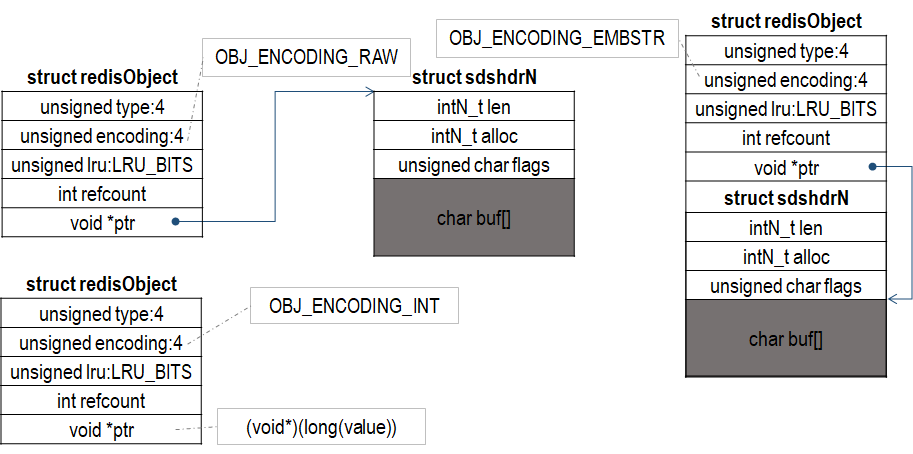 struct redisObject
unsigned type:4
unsigned encoding:4
unsigned lru:LRU_BITS
int refcount
void *ptr
OBJ_ENCODING_RAW
struct sdshdrN
intN_t len
intN_t alloc
unsigned char flags
char buf[]
struct redisObject
unsigned type:4
unsigned encoding:4
unsigned lru:LRU_BITS
int refcount
void *ptr
OBJ_ENCODING_INT
(void*)(long(value))
OBJ_ENCODING_EMBSTR
struct redisObject
unsigned type:4
unsigned encoding:4
unsigned lru:LRU_BITS
int refcount
void *ptr
struct sdshdrN
intN_t len
intN_t alloc
unsigned char flags
char buf[]